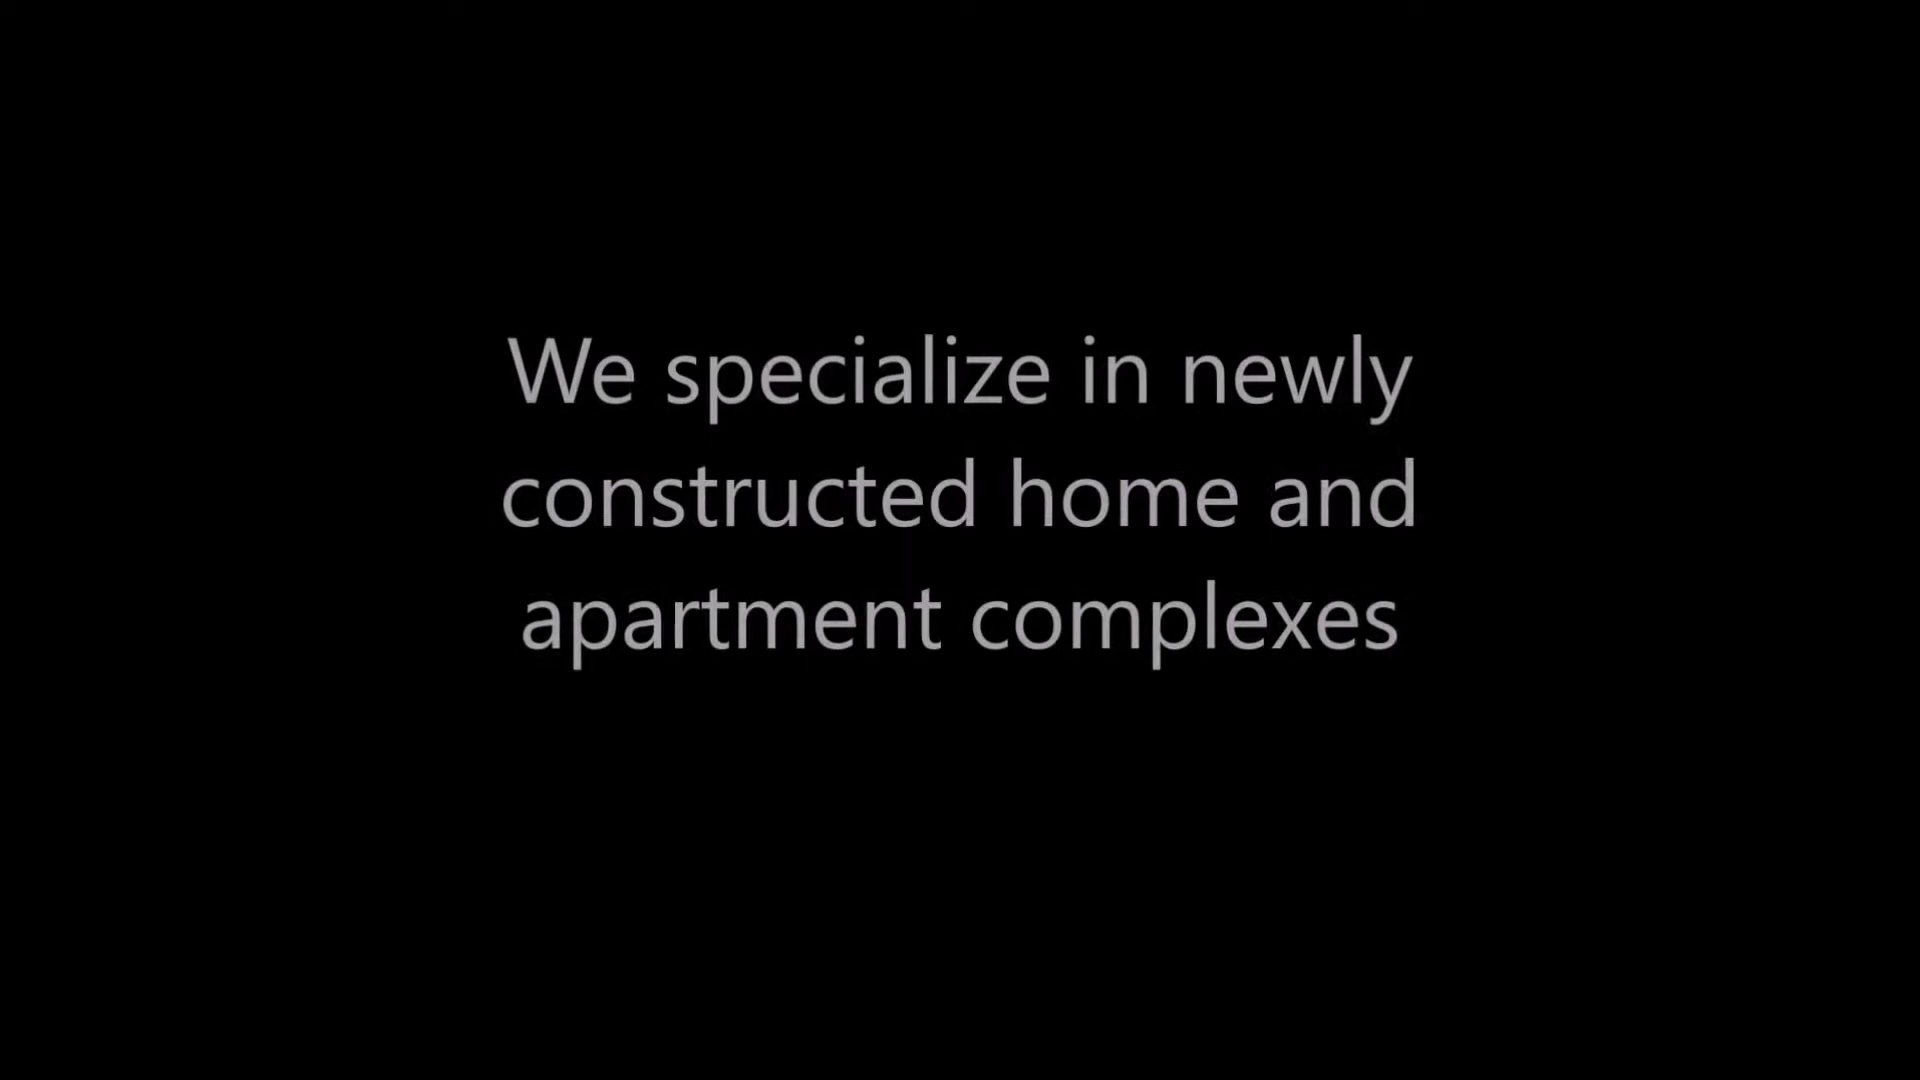 We specialize in newly
constructed home and
apartment complexes